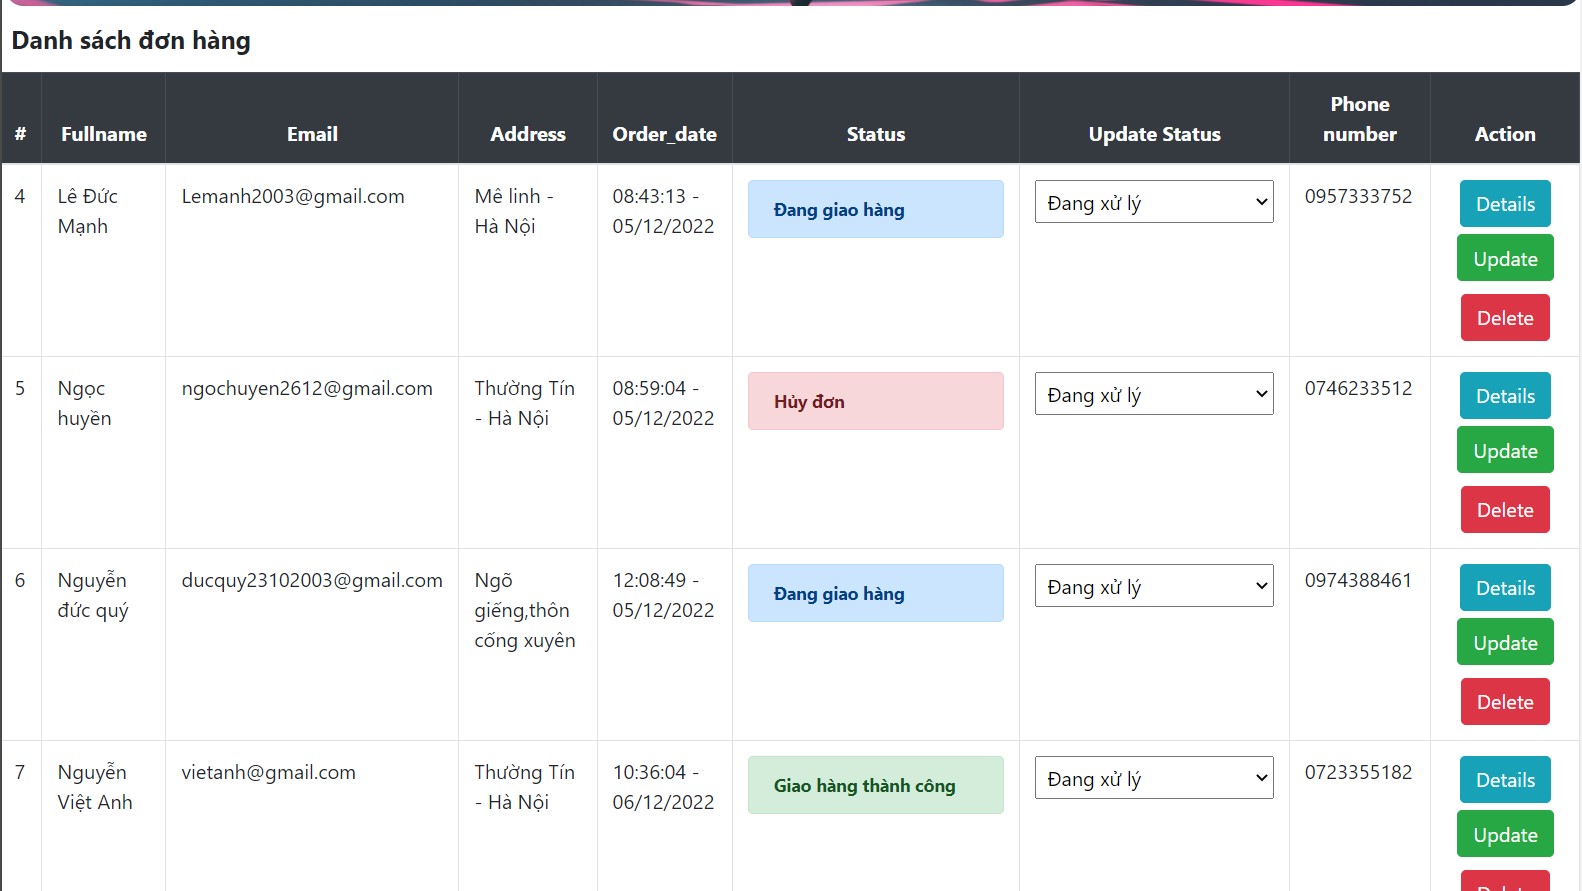 Danh sách đơn hàng
# Fullname Email Address Order_date Status Update Status Phone number Action
4 Lê Đức Lemanh2003@gmail.com Mê linh - 08:43:13 - Đang giao hàng Đang xử lý 0957333752 Details
Mạnh Hà Nội 05/12/2022
Update
Delete
5 Ngọc ngochuyen2612@gmail.com Thường Tín 08:59:04 - Hủy đơn Đang xử lý 0746233512 Details
huyền - Hà Nội 05/12/2022
Update
Delete
6 Nguyễn ducquy23102003@gmail.com Ngõ 12:08:49 - Đang giao hàng Đang xử lý 0974388461 Details
đức quý giếng,thôn 05/12/2022
cống xuyên Update
Delete
7 Nguyễn vietanh@gmail.com Thường Tín 10:36:04 - Giao hàng thành công Đang xử lý 0723355182 Details
Việt Anh - Hà Nội 06/12/2022
Update